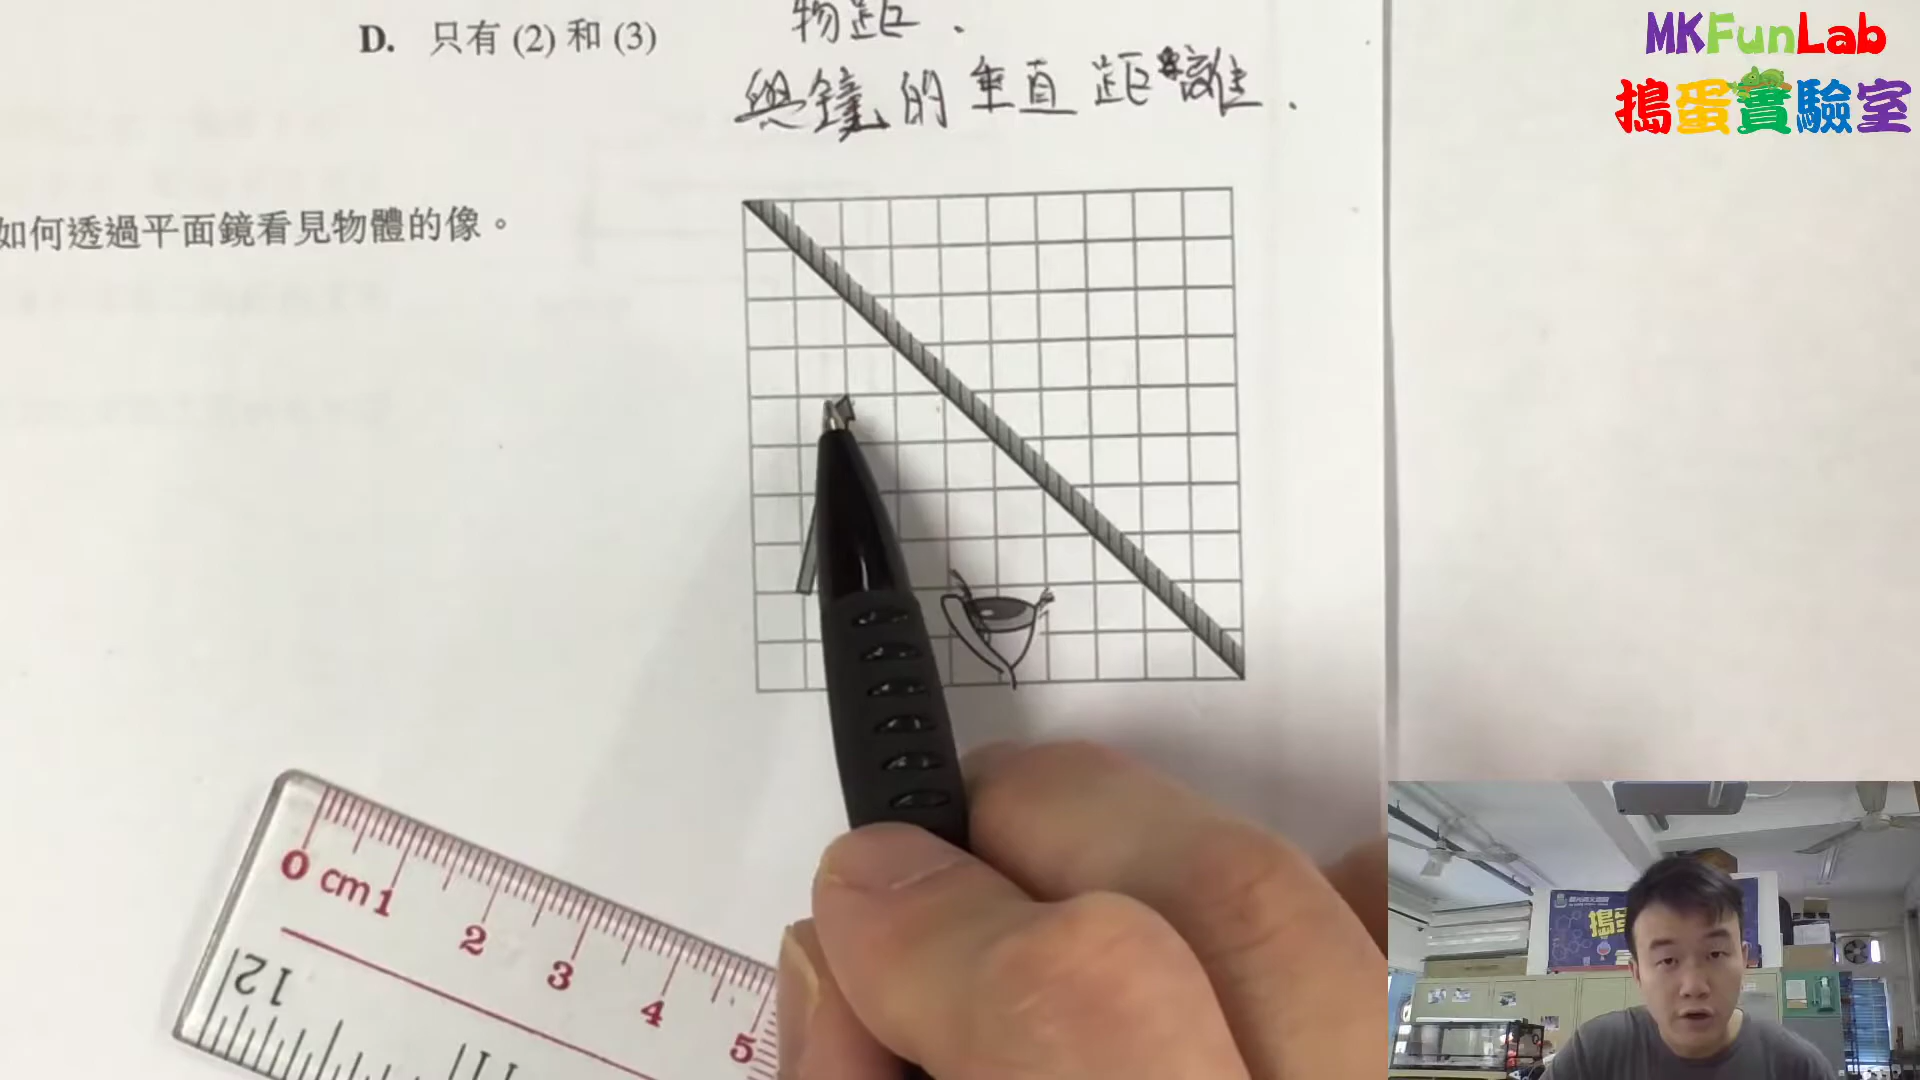 D. 只有 (2) 和 (3)
物距.
與鏡的垂直距離.
MKFunLab
搗蛋實驗室
如何透過平面鏡看見物體的像。
0 cm 1 2 3 4 5
12 11